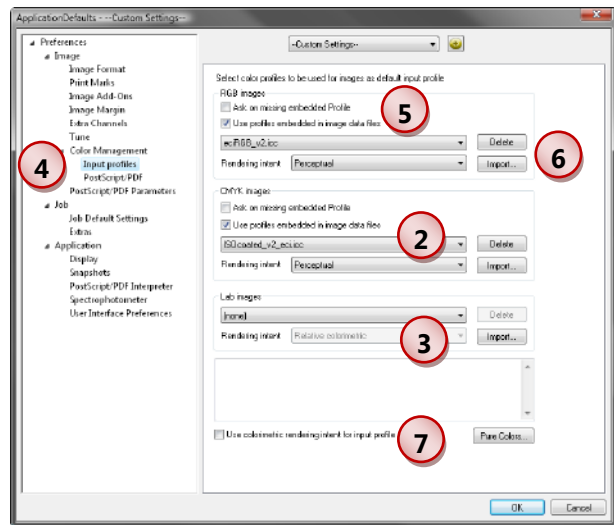 ApplicationDefaults - --Custom Settings--
Preferences
Image
Image Format
Print Marks
Image Add-Ons
Image Margin
Extra Channels
Tune
Color Management
Input profiles
PostScript/PDF
PostScript/PDF Parameters
Job
Job Default Settings
Extras
Application
Display
Snapshots
PostScript/PDF Interpreter
Spectrophotometer
User Interface Preferences
4
--Custom Settings--
Select color profiles to be used for images as default input profile
RGB images
Ask on missing embedded Profile
5
Use profiles embedded in image data files
eciRGB_v2.icc Delete
6
Rendering intent Perceptual Import...
CMYK images
Ask on missing embedded Profile
Use profiles embedded in image data files
2
ISOcoated_v2_eci.icc Delete
Rendering intent Perceptual Import...
Lab images
(none) Delete
Rendering intent Relative colorimetric Import...
3
Use colorimetric rendering intent for input profile Pure Colors...
7
OK Cancel